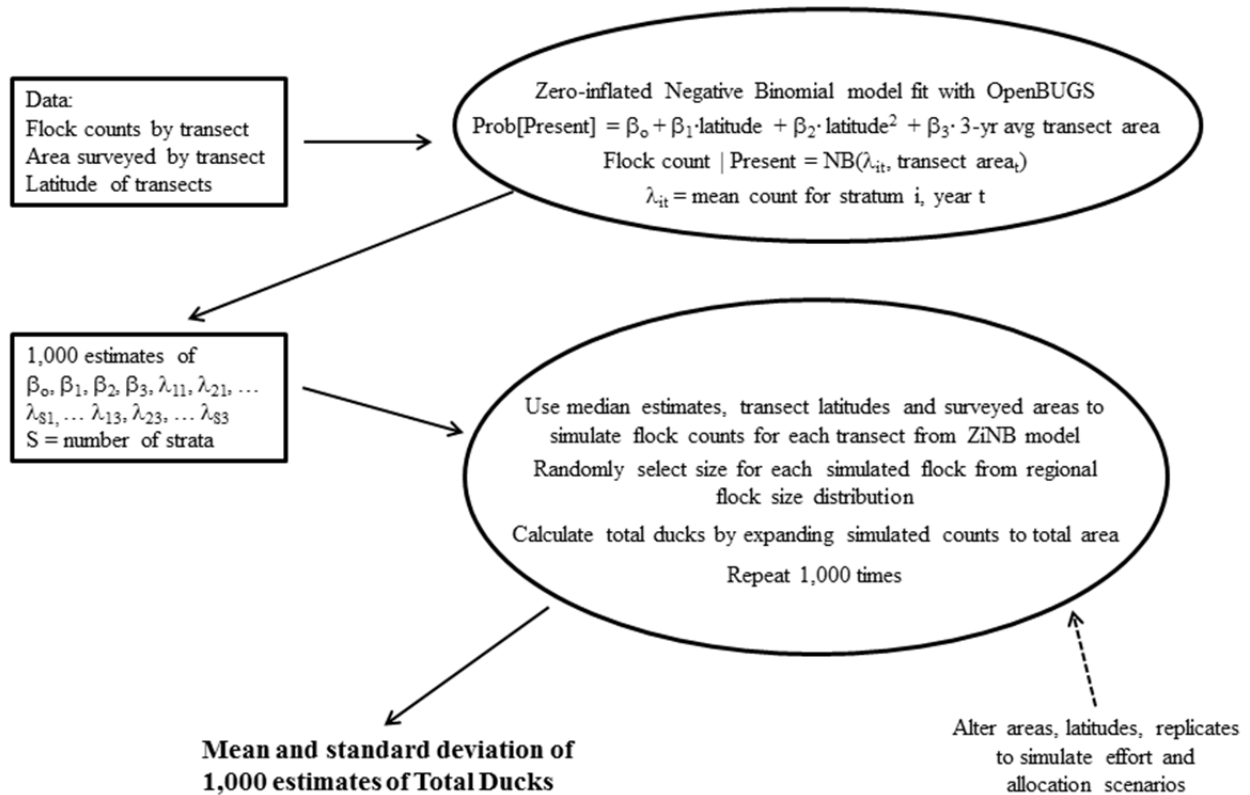 Data:
Flock counts by transect
Area surveyed by transect
Latitude of transects
Zero-inflated Negative Binomial model fit with OpenBUGS
Prob[Present] = βₒ + β₁·latitude + β₂· latitude² + β₃· 3-yr avg transect area
Flock count | Present = NB(λᵢₜ, transect areaₜ)
λᵢₜ = mean count for stratum i, year t
1,000 estimates of
βₒ, β₁, β₂, β₃, λ₁₁, λ₂₁, …
λ_S1, … λ₁₃, λ₂₃, … λ_S3
S = number of strata
Use median estimates, transect latitudes and surveyed areas to
simulate flock counts for each transect from ZiNB model
Randomly select size for each simulated flock from regional
flock size distribution
Calculate total ducks by expanding simulated counts to total area
Repeat 1,000 times
Mean and standard deviation of
1,000 estimates of Total Ducks
Alter areas, latitudes, replicates
to simulate effort and
allocation scenarios